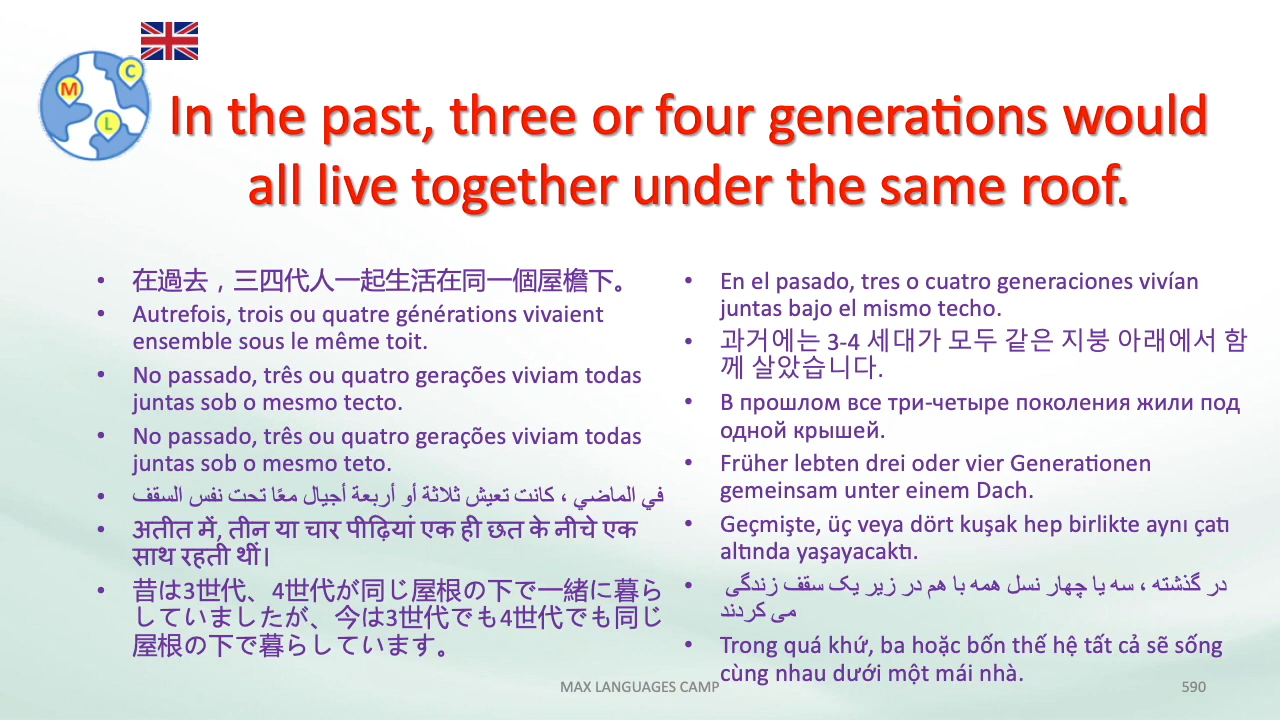 M
C
L
In the past, three or four generations would
all live together under the same roof.
• 在過去，三四代人一起生活在同一個屋檐下。
• Autrefois, trois ou quatre générations vivaient
ensemble sous le même toit.
• No passado, três ou quatro gerações viviam todas
juntas sob o mesmo tecto.
• No passado, três ou quatro gerações viviam todas
juntas sob o mesmo teto.
• في الماضي ، كانت تعيش ثلاثة أو أربعة أجيال معًا تحت نفس السقف
• अतीत में, तीन या चार पीढ़ियां एक ही छत के नीचे एक
साथ रहती थीं।
• 昔は3世代、4世代が同じ屋根の下で一緒に暮ら
していましたが、今は3世代でも4世代でも同じ
屋根の下で暮らしています。
• En el pasado, tres o cuatro generaciones vivían
juntas bajo el mismo techo.
• 과거에는 3-4 세대가 모두 같은 지붕 아래에서 함
께 살았습니다.
• В прошлом все три-четыре поколения жили под
одной крышей.
• Früher lebten drei oder vier Generationen
gemeinsam unter einem Dach.
• Geçmişte, üç veya dört kuşak hep birlikte aynı çatı
altında yaşayacaktı.
• در گذشته ، سه یا چهار نسل همه با هم در زیر یک سقف زندگی
می کردند
• Trong quá khứ, ba hoặc bốn thế hệ tất cả sẽ sống
cùng nhau dưới một mái nhà.
MAX LANGUAGES CAMP
590